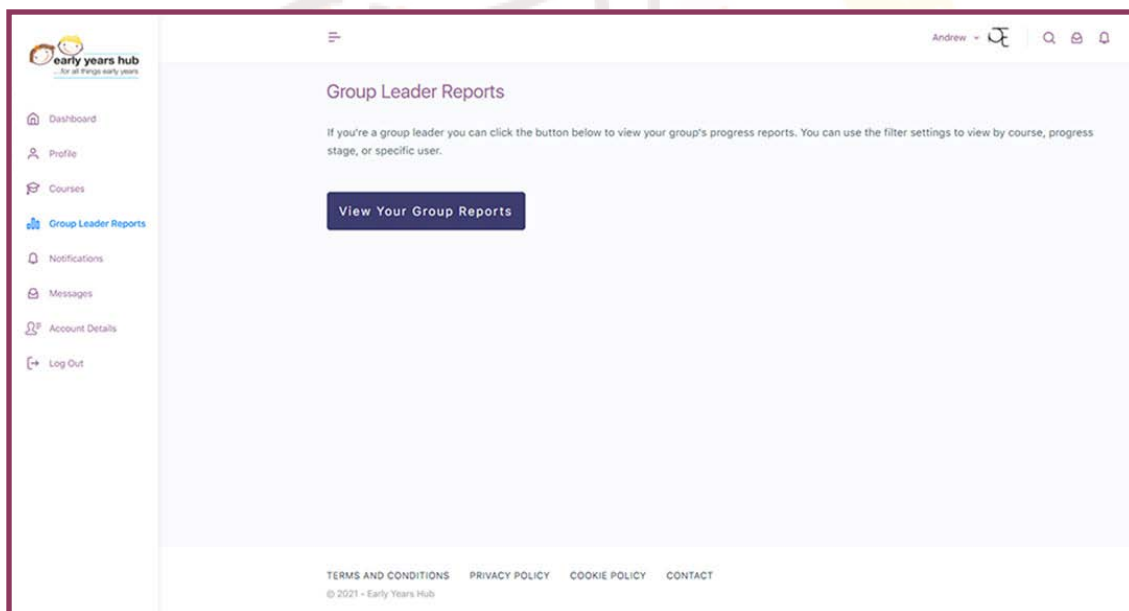 early years hub
...for all things early years
Dashboard
Profile
Courses
Group Leader Reports
Notifications
Messages
Account Details
Log Out
Andrew
Group Leader Reports
If you're a group leader you can click the button below to view your group's progress reports. You can use the filter settings to view by course, progress
stage, or specific user.
View Your Group Reports
TERMS AND CONDITIONS PRIVACY POLICY COOKIE POLICY CONTACT
© 2021 - Early Years Hub